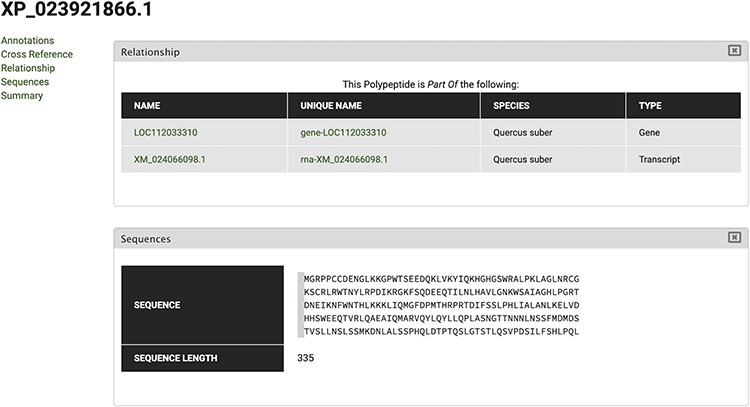 XP_023921866.1
Annotations
Cross Reference
Relationship
Sequences
Summary
Relationship
This Polypeptide is Part Of the following:
NAME UNIQUE NAME SPECIES TYPE
LOC112033310 gene-LOC112033310 Quercus suber Gene
XM_024066098.1 rna-XM_024066098.1 Quercus suber Transcript
Sequences
SEQUENCE
MGRPPCCDENGLKKGPWTSEEDQKLVKYIQKHGHGSWRALPKLAGLNRCG
KSCRLRWTNYLRPDIKRGKFSQDEEQTILNLHAVLGNKWSAIAGHLPGRT
DNEIKNFWNTHLKKKLIQMGFDPMTHRPRTDIFSSLPHLIALANLKELVD
HHSWEEQTVRLQAEAIQMARVQYLQYLLQPLASNGTTNNNLNSSFMDMDS
TVSLLNSLSSMKDNLALSSPHQLDTPTQSLGTSTLQSVPDSILFSHLPQL
SEQUENCE LENGTH 335